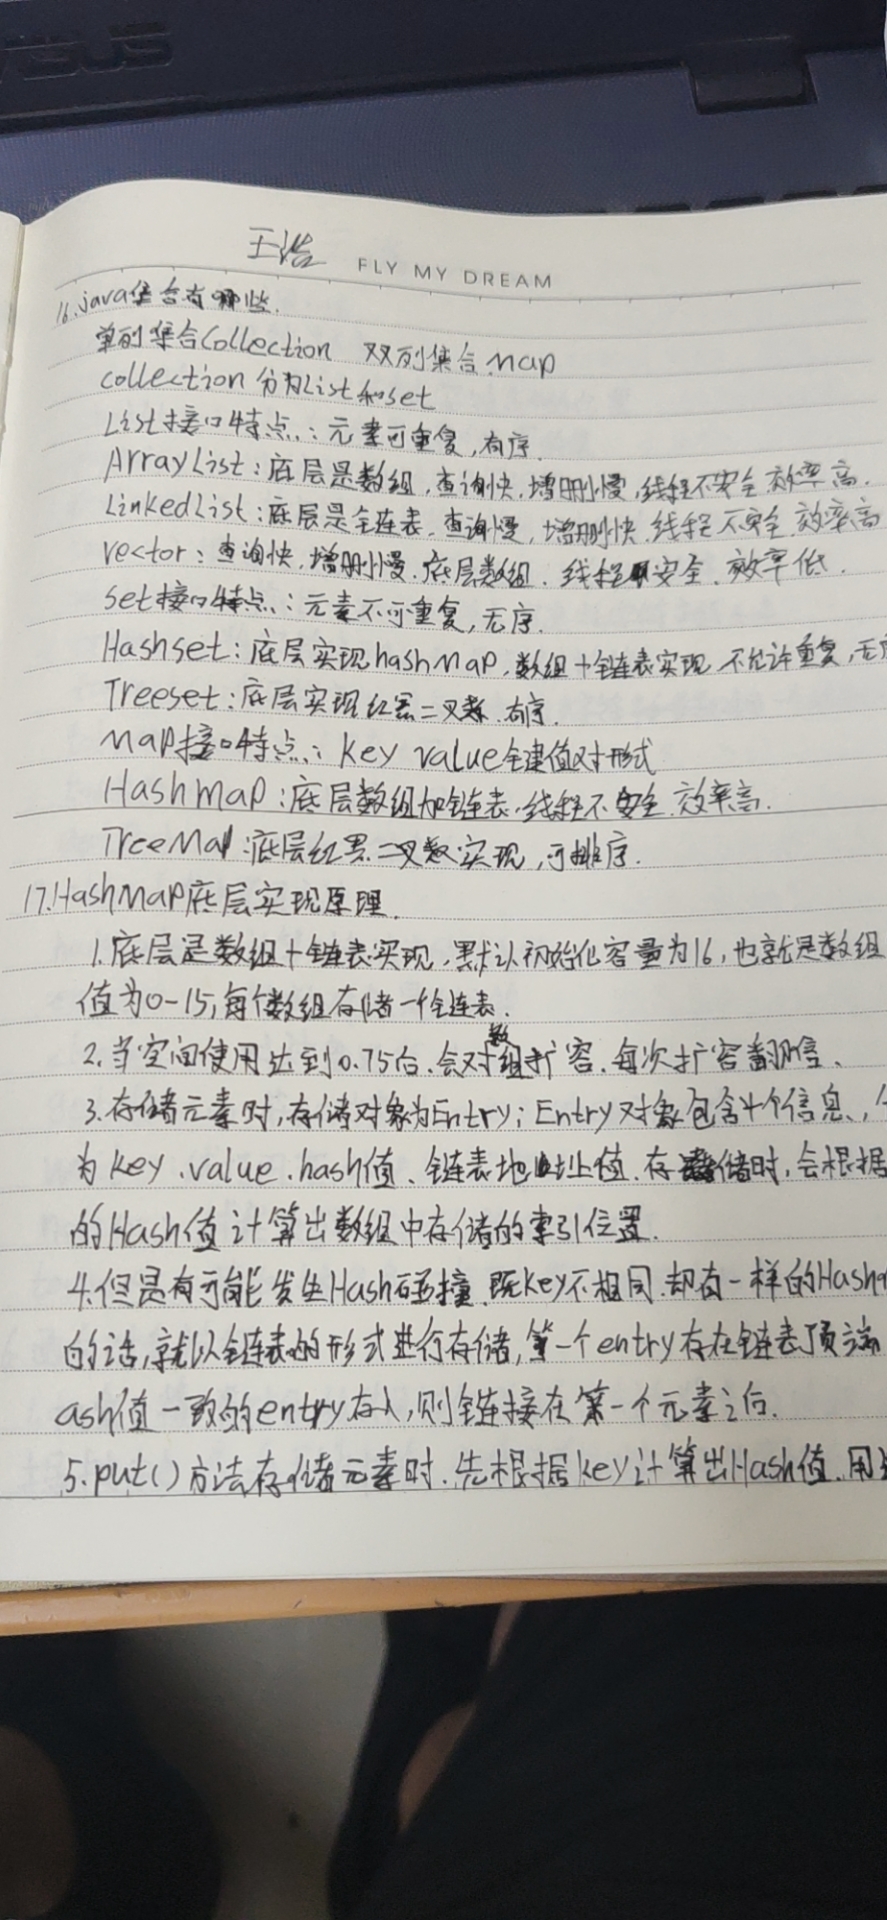 ASUS
王浩 FLY MY DREAM
16.java集合有哪些.
单列集合Collection 双列集合.map
collection分为List和set
List接口特点:元素可重复,有序.
ArrayList:底层是数组,查询快,增删慢,线程不安全.效率高.
LinkedList:底层是链表.查询慢,增删快.线程不安全.效率高
vector:查询快,增删慢.底层数组.线程安全.效率低.
set接口特点:元素不可重复,无序.
Hashset:底层实现hashMap,数组+链表实现 不允许重复,无
Treeset:底层实现红黑二叉树.有序.
map接口特点:key value键值对形式
Hashmap:底层数组加链表.线程不安全.效率高.
TreeMap:底层红黑二叉数实现,可排序.
17.HashMap底层实现原理.
1.底层是数组+链表实现,默认初始化容量为16,也就是数组
值为0-15,每个数组存储一个链表.
2.当空间使用达到0.75后.会对数组扩容.每次扩容翻倍.
3.存储元素时,存储对象为Entry;Entry对象包含4个信息,
为key.value.hash值、链表地址值.存储时,会根据
的Hash值计算出数组中存储的索引位置.
4.但是有可能发生Hash碰撞.既key不相同.却有一样的Hash
的话,就以链表的形式进行存储,第一个entry存在链表顶端
ash值一致的entry存入,则链接在第一个元素之后.
5.put()方法存储元素时.先根据key计算出Hash值.用